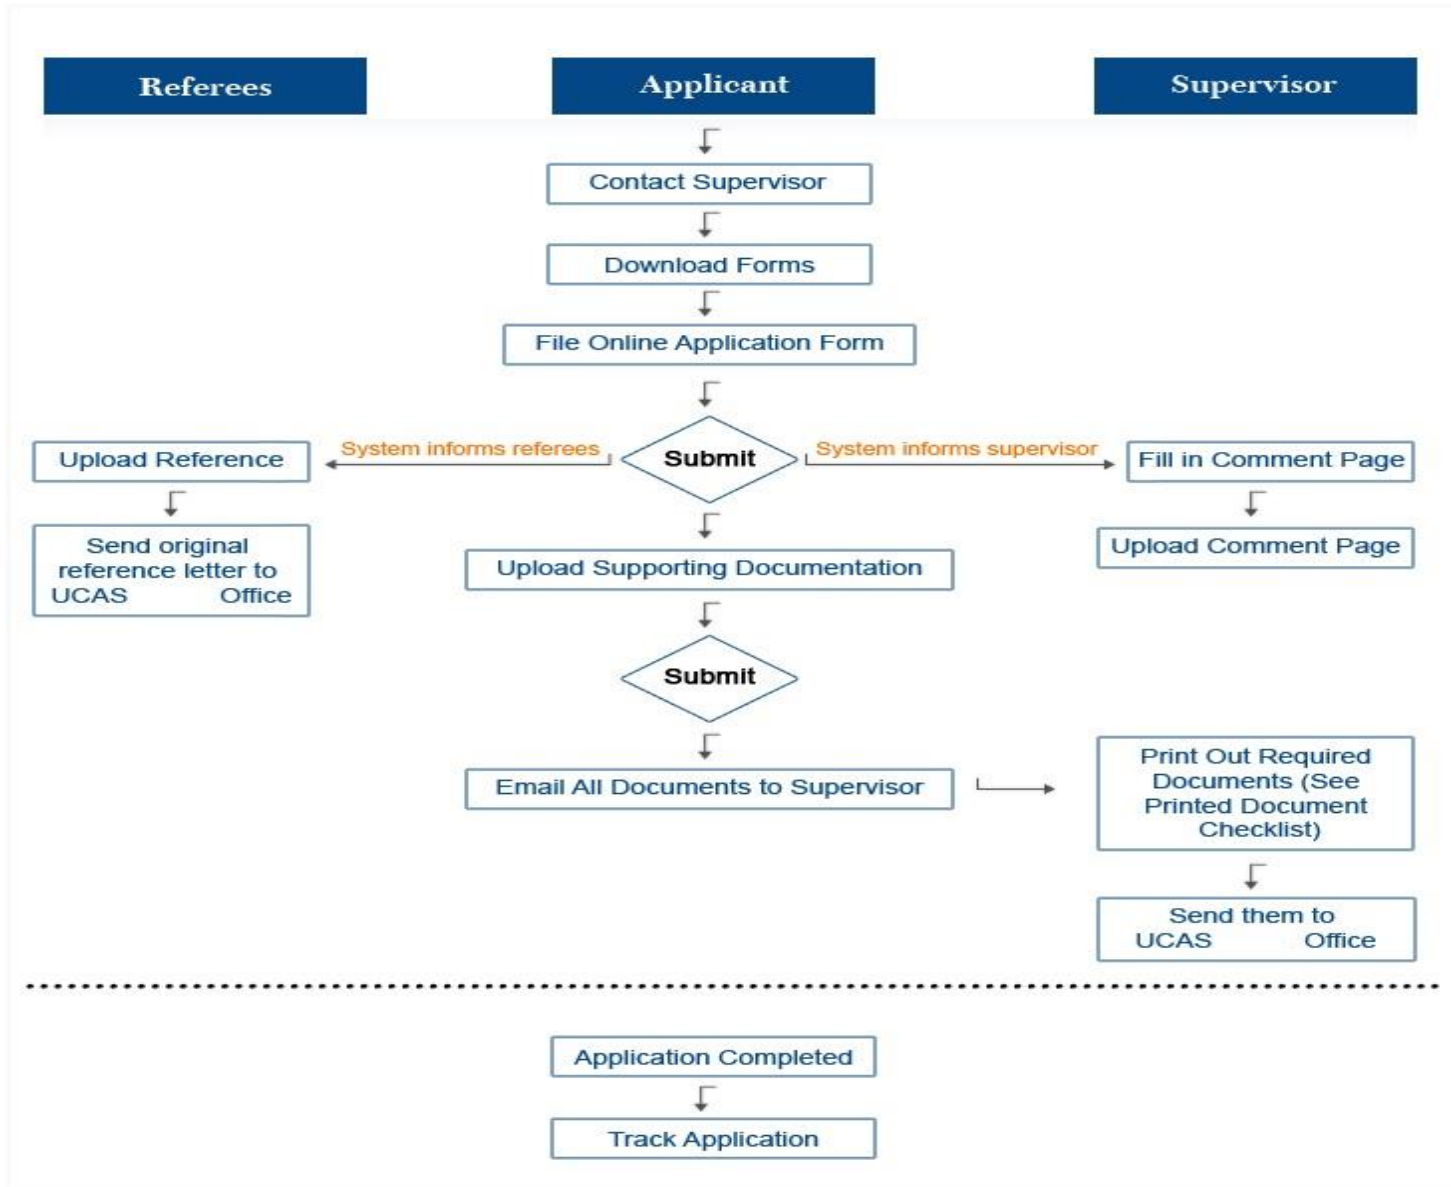 Referees
Applicant
Supervisor
Contact Supervisor
Download Forms
File Online Application Form
System informs referees
Submit
System informs supervisor
Upload Reference
Fill in Comment Page
Send original
reference letter to
UCAS Office
Upload Supporting Documentation
Upload Comment Page
Submit
Email All Documents to Supervisor
Print Out Required
Documents (See
Printed Document
Checklist)
Send them to
UCAS Office
Application Completed
Track Application